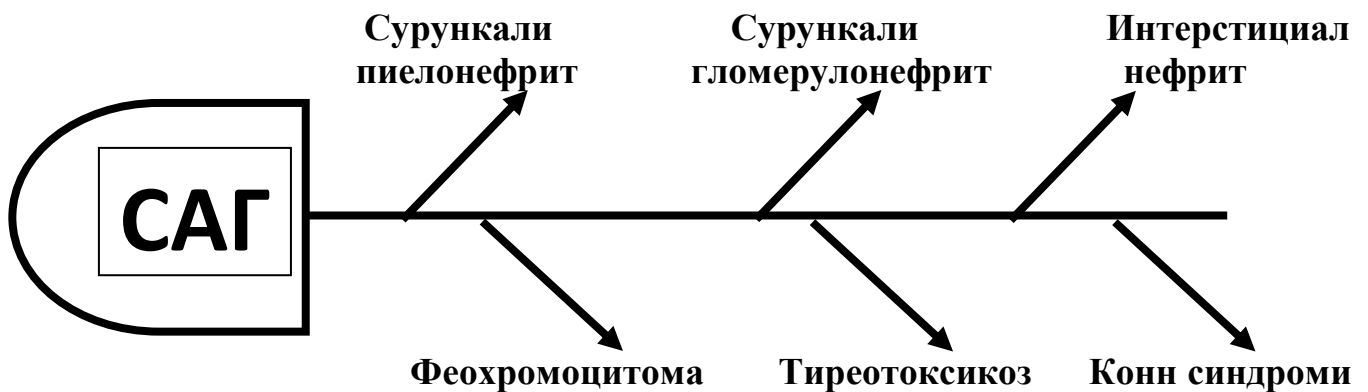 Сурункали
пиелонефрит
Сурункали
гломерулонефрит
Интерстициал
нефрит
САГ
Феохромоцитома
Тиреотоксикоз
Конн синдроми